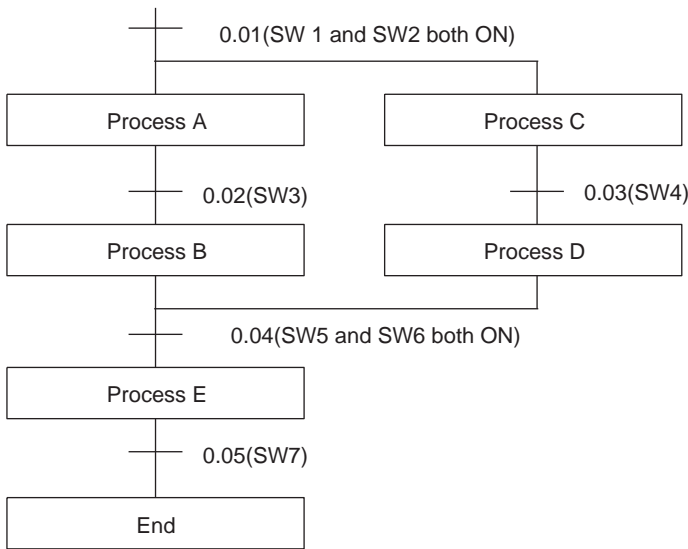 0.01(SW 1 and SW2 both ON)
Process A
Process C
0.02(SW3)
0.03(SW4)
Process B
Process D
0.04(SW5 and SW6 both ON)
Process E
0.05(SW7)
End